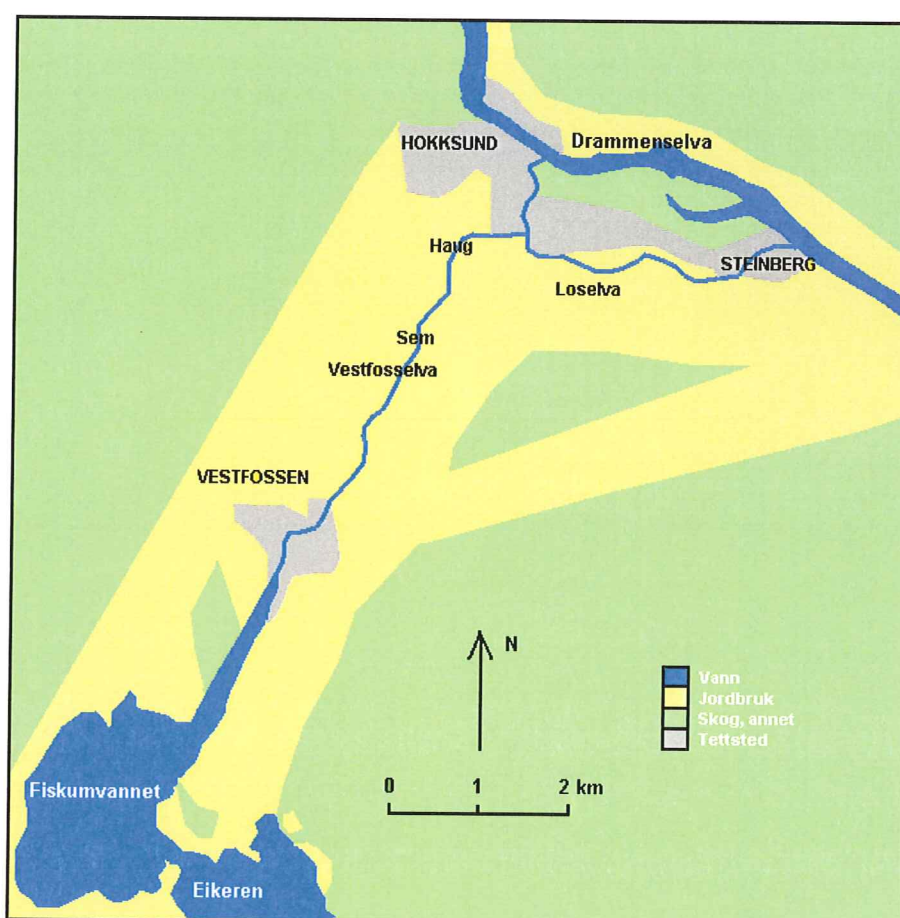 HOKKSUND
Drammenselva
Haug
STEINBERG
Loselva
Sem
Vestfosselva
VESTFOSSEN
N
Vann
Jordbruk
Skog, annet
Tettsted
0 1 2 km
Fiskumvannet
Eikeren